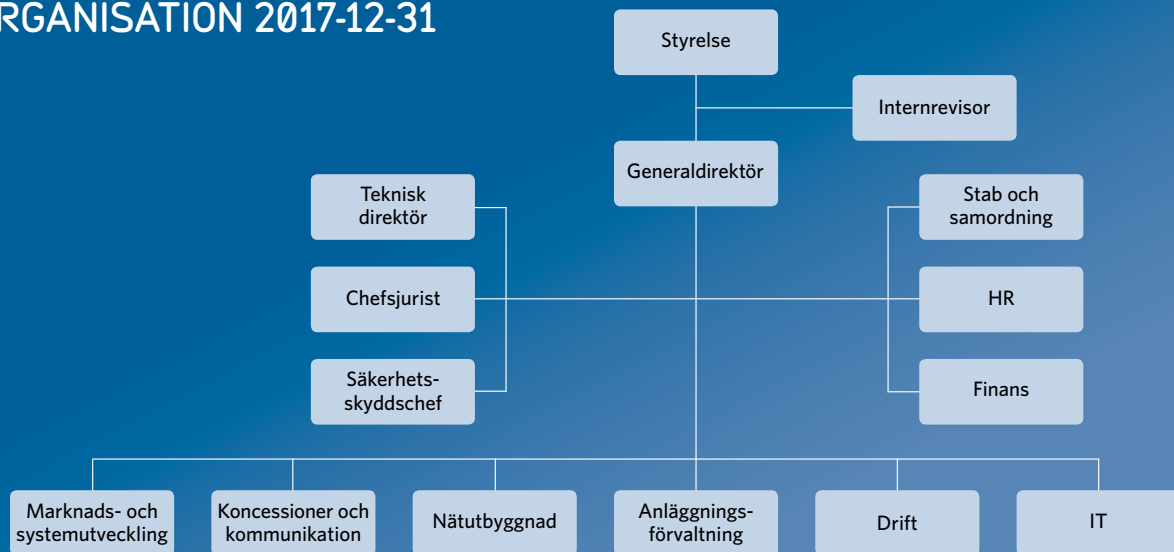 RGANISATION 2017-12-31
Styrelse
Internrevisor
Generaldirektör
Teknisk
direktör
Stab och
samordning
Chefsjurist
HR
Säkerhets-
skyddschef
Finans
Marknads- och
systemutveckling
Koncessioner och
kommunikation
Nätutbyggnad
Anläggnings-
förvaltning
Drift
IT